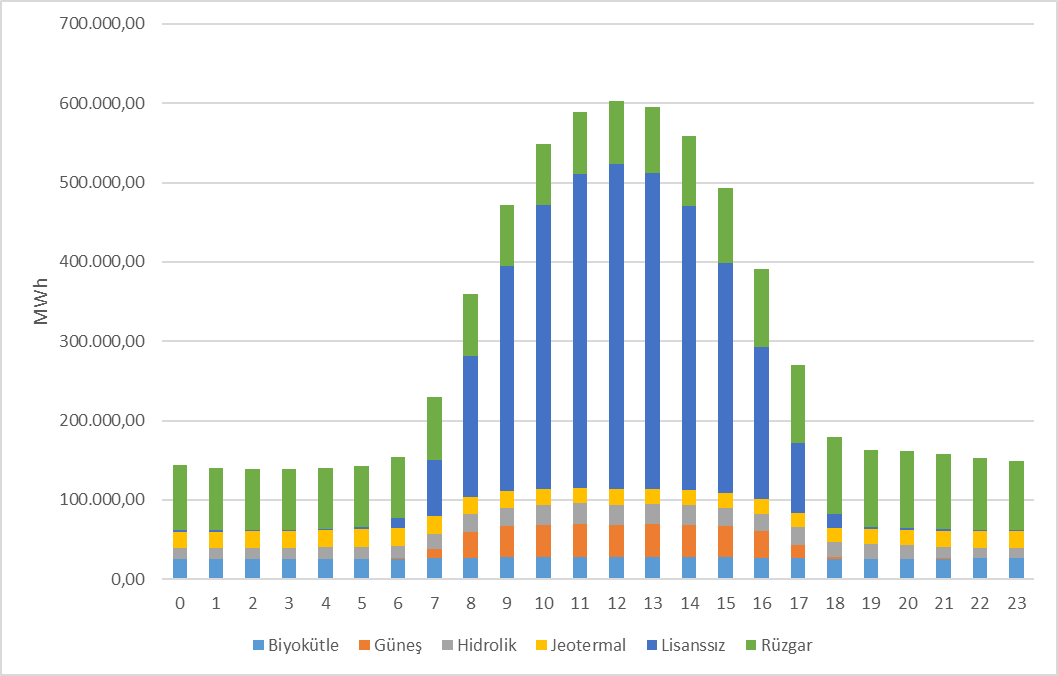 700.000,00
600.000,00
500.000,00
400.000,00
300.000,00
200.000,00
100.000,00
0,00
MWh
0 1 2 3 4 5 6 7 8 9 10 11 12 13 14 15 16 17 18 19 20 21 22 23
Biyokütle Güneş Hidrolik Jeotermal Lisanssız Rüzgar